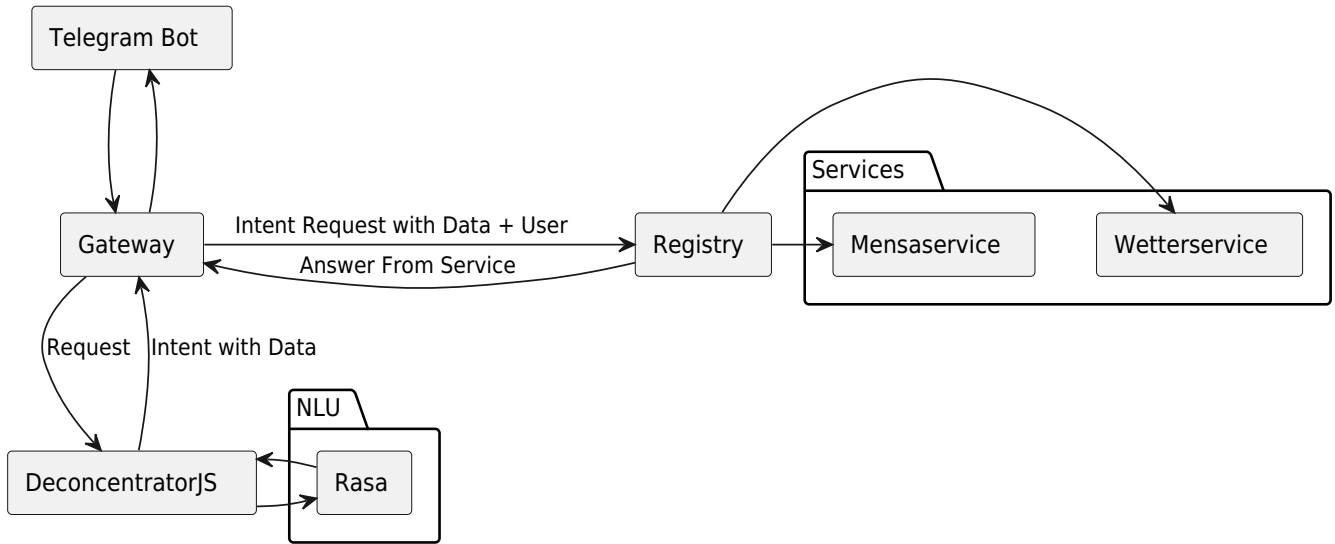 Telegram Bot
Services
Gateway
Intent Request with Data + User
Answer From Service
Registry
Mensaservice
Wetterservice
Request
Intent with Data
NLU
DeconcentratorJS
Rasa